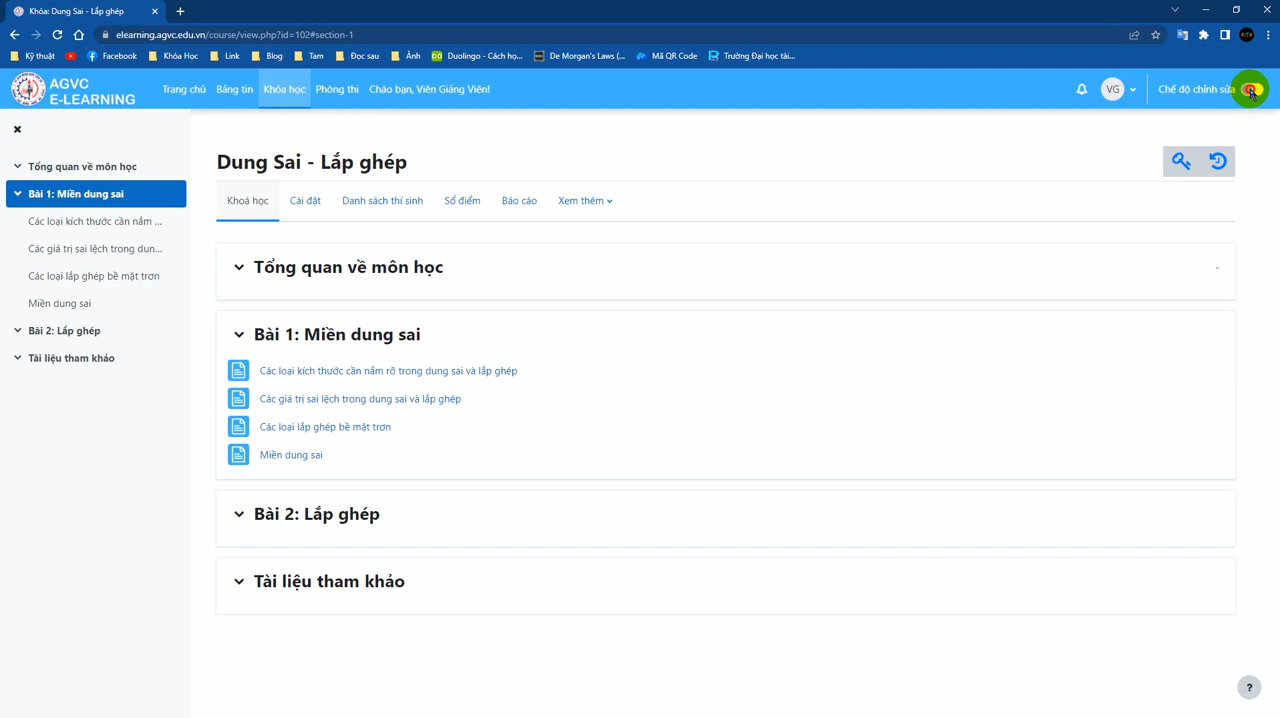 Khóa: Dung Sai - Lắp ghép
elearning.agvc.edu.vn/course/view.php?id=102#section-1
Kỹ thuật Facebook Khóa Học Link Blog Tam Đọc sau Ảnh Duolingo - Cách họ... De Morgan's Laws (... Mã QR Code Trường Đại học tài...
AGVC
E-LEARNING
Trang chủ Bảng tin Khóa học Phòng thi Chào bạn, Viên Giảng Viên! VG Chế độ chỉnh sửa
Tổng quan về môn học
Bài 1: Miền dung sai
Các loại kích thước cần nắm ...
Các giá trị sai lệch trong dun...
Các loại lắp ghép bề mặt trơn
Miền dung sai
Bài 2: Lắp ghép
Tài liệu tham khảo
Dung Sai - Lắp ghép
Khoá học Cài đặt Danh sách thí sinh Sổ điểm Báo cáo Xem thêm
Tổng quan về môn học
Bài 1: Miền dung sai
Các loại kích thước cần nắm rõ trong dung sai và lắp ghép
Các giá trị sai lệch trong dung sai và lắp ghép
Các loại lắp ghép bề mặt trơn
Miền dung sai
Bài 2: Lắp ghép
Tài liệu tham khảo
?